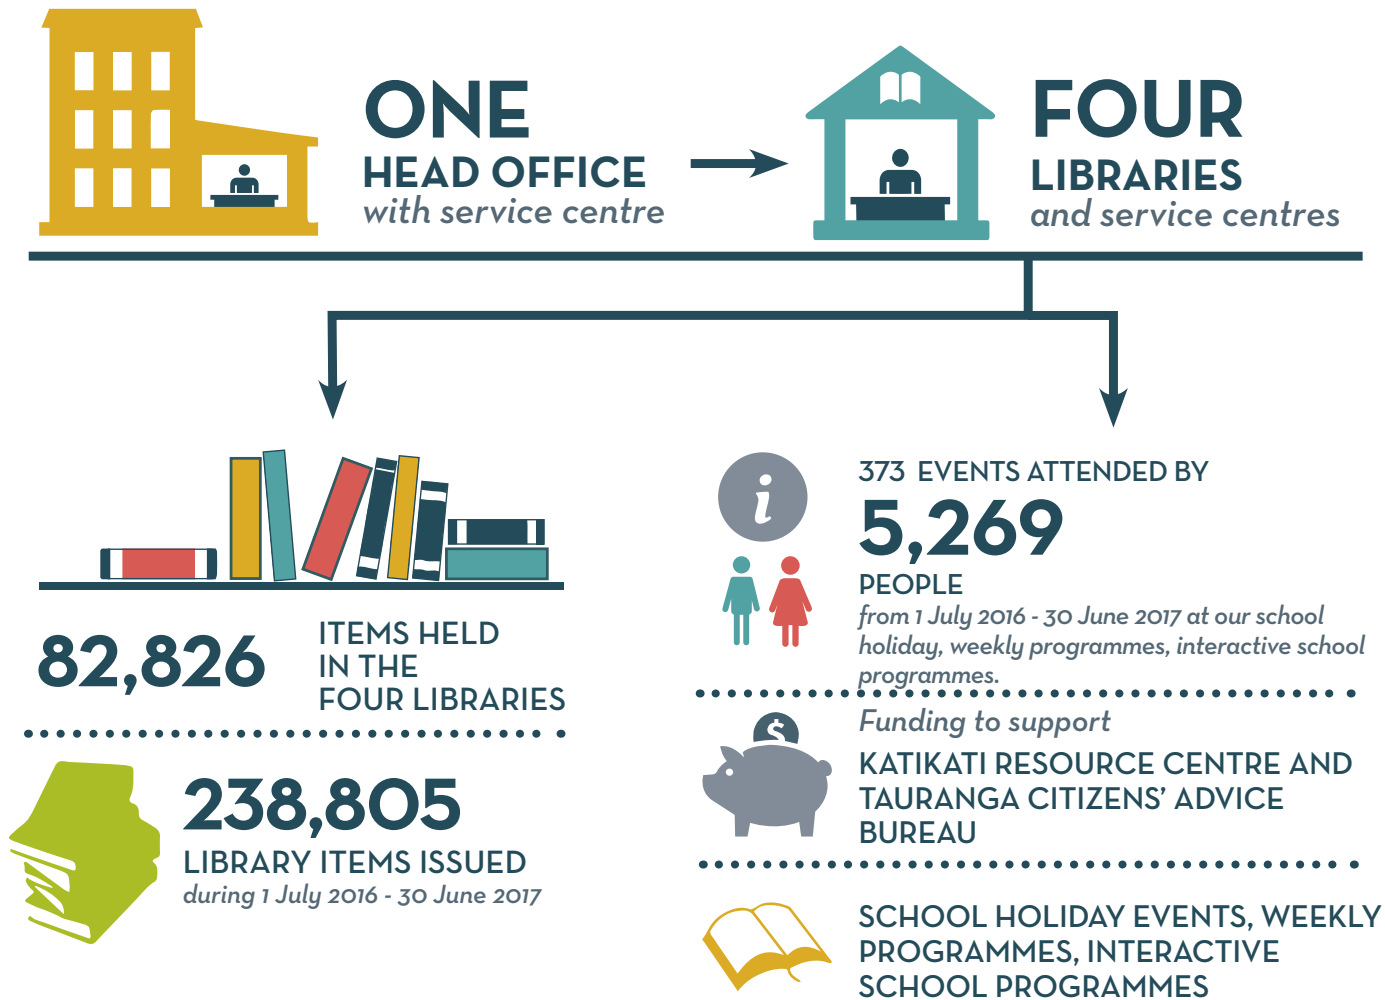 ONE
HEAD OFFICE
with service centre
FOUR
LIBRARIES
and service centres
82,826
ITEMS HELD
IN THE
FOUR LIBRARIES
238,805
LIBRARY ITEMS ISSUED
during 1 July 2016 - 30 June 2017
i
373 EVENTS ATTENDED BY
5,269
PEOPLE
from 1 July 2016 - 30 June 2017 at our school
holiday, weekly programmes, interactive school
programmes.
$
Funding to support
KATIKATI RESOURCE CENTRE AND
TAURANGA CITIZENS’ ADVICE
BUREAU
SCHOOL HOLIDAY EVENTS, WEEKLY
PROGRAMMES, INTERACTIVE
SCHOOL PROGRAMMES